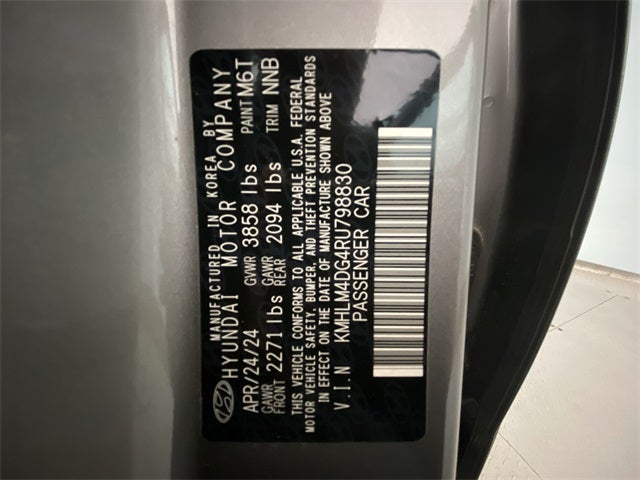 MANUFACTURED IN KOREA BY
HYUNDAI MOTOR COMPANY
APR/24/24 GVWR 3858 lbs PAINT M6T
GAWR FRONT 2271 lbs GAWR REAR 2094 lbs TRIM NNB
THIS VEHICLE CONFORMS TO ALL APPLICABLE U.S.A. FEDERAL
MOTOR VEHICLE SAFETY, BUMPER, AND THEFT PREVENTION STANDARDS
IN EFFECT ON THE DATE OF MANUFACTURE SHOWN ABOVE
V.I.N KMHLM4DG4RU798830
PASSENGER CAR